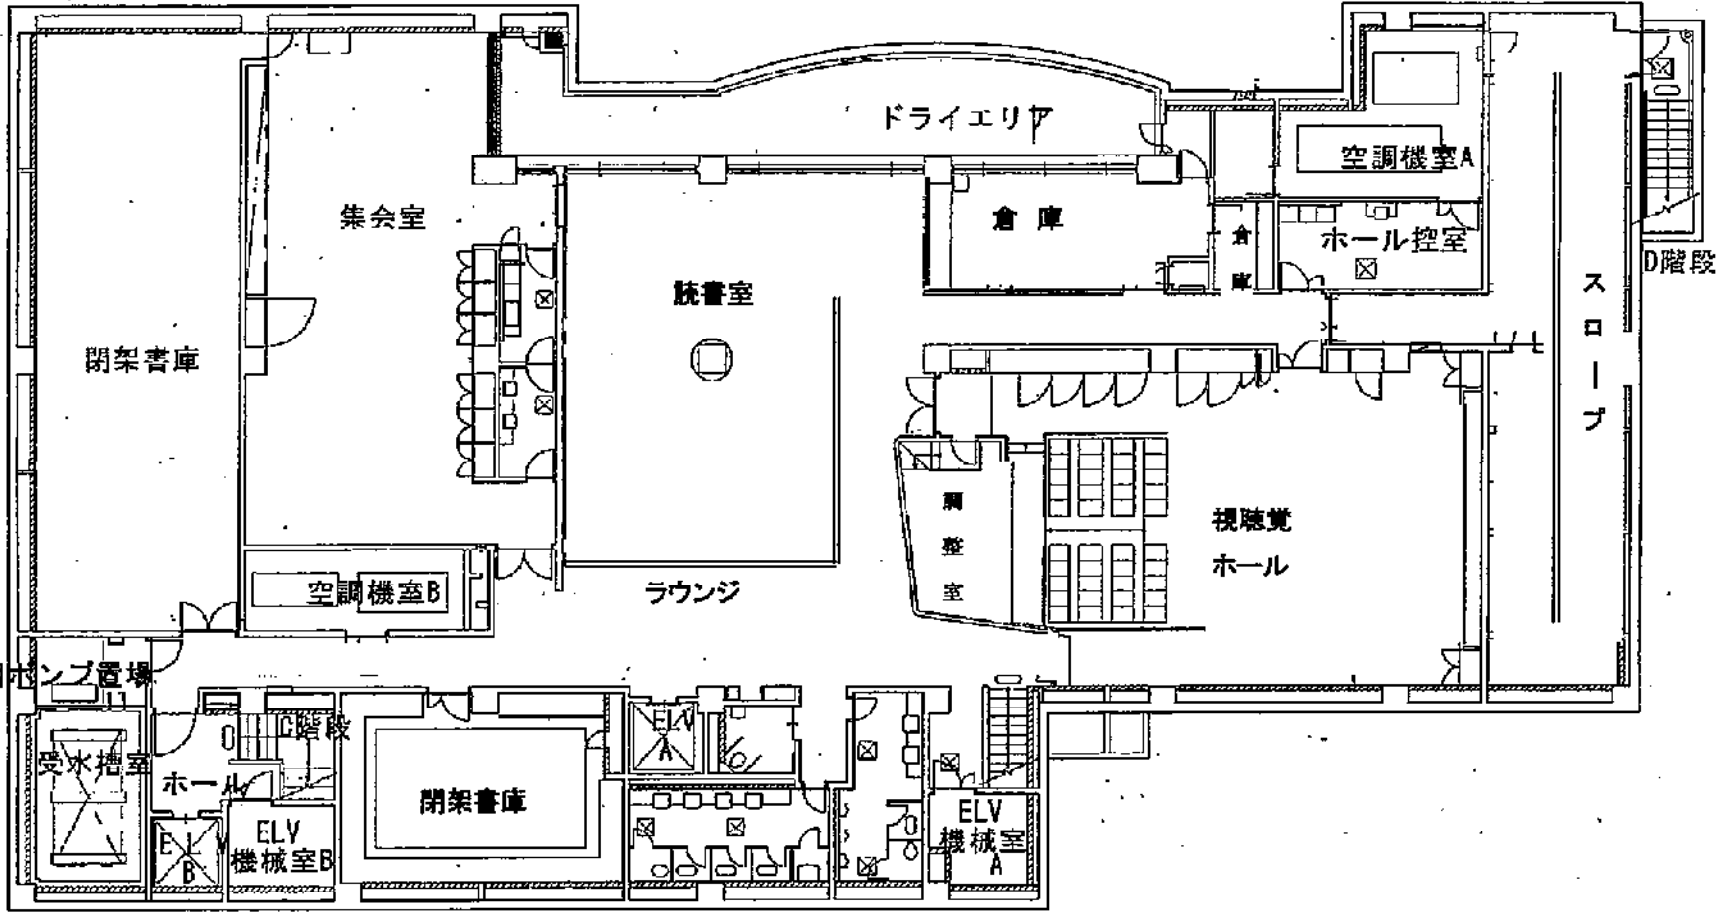 ドライエリア
空調機室A
集会室
倉 庫
倉
庫
ホール控室
D階段
読書室
ス
ロ
ー
プ
閉架書庫
調
整
室
視聴覚
ホール
空調機室B
ラウンジ
ボンブ置場
C階段
ELV
A
受水槽室
ホール
閉架書庫
ELV
B
ELV
機械室B
ELV
機械室
A